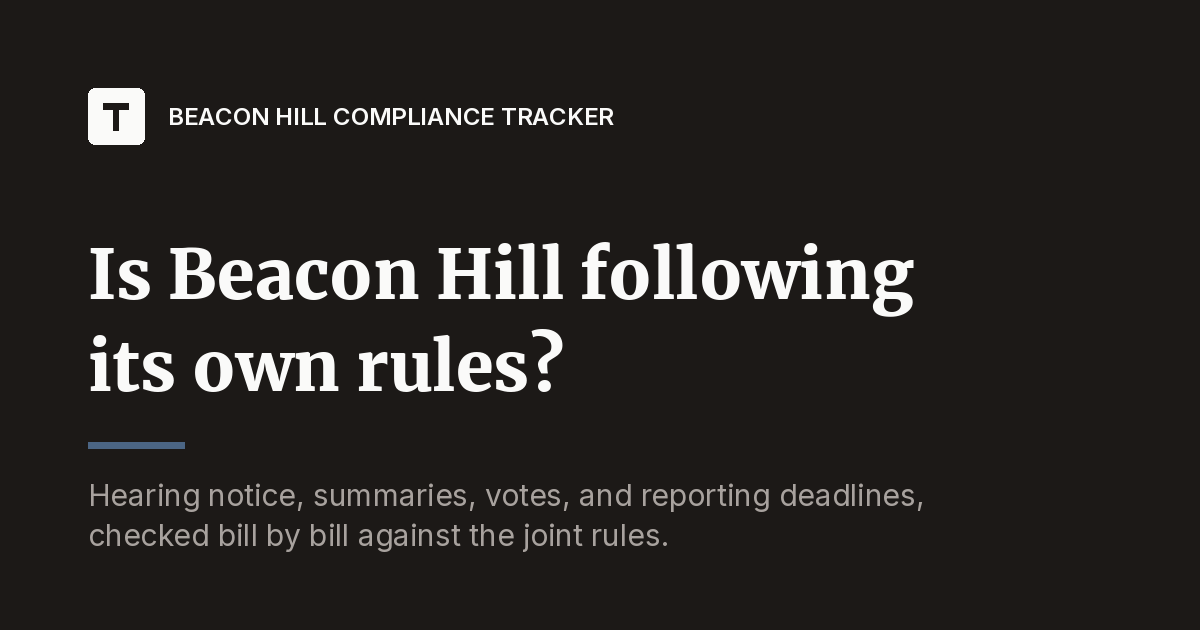 T
BEACON HILL COMPLIANCE TRACKER
Is Beacon Hill following
its own rules?
Hearing notice, summaries, votes, and reporting deadlines,
checked bill by bill against the joint rules.